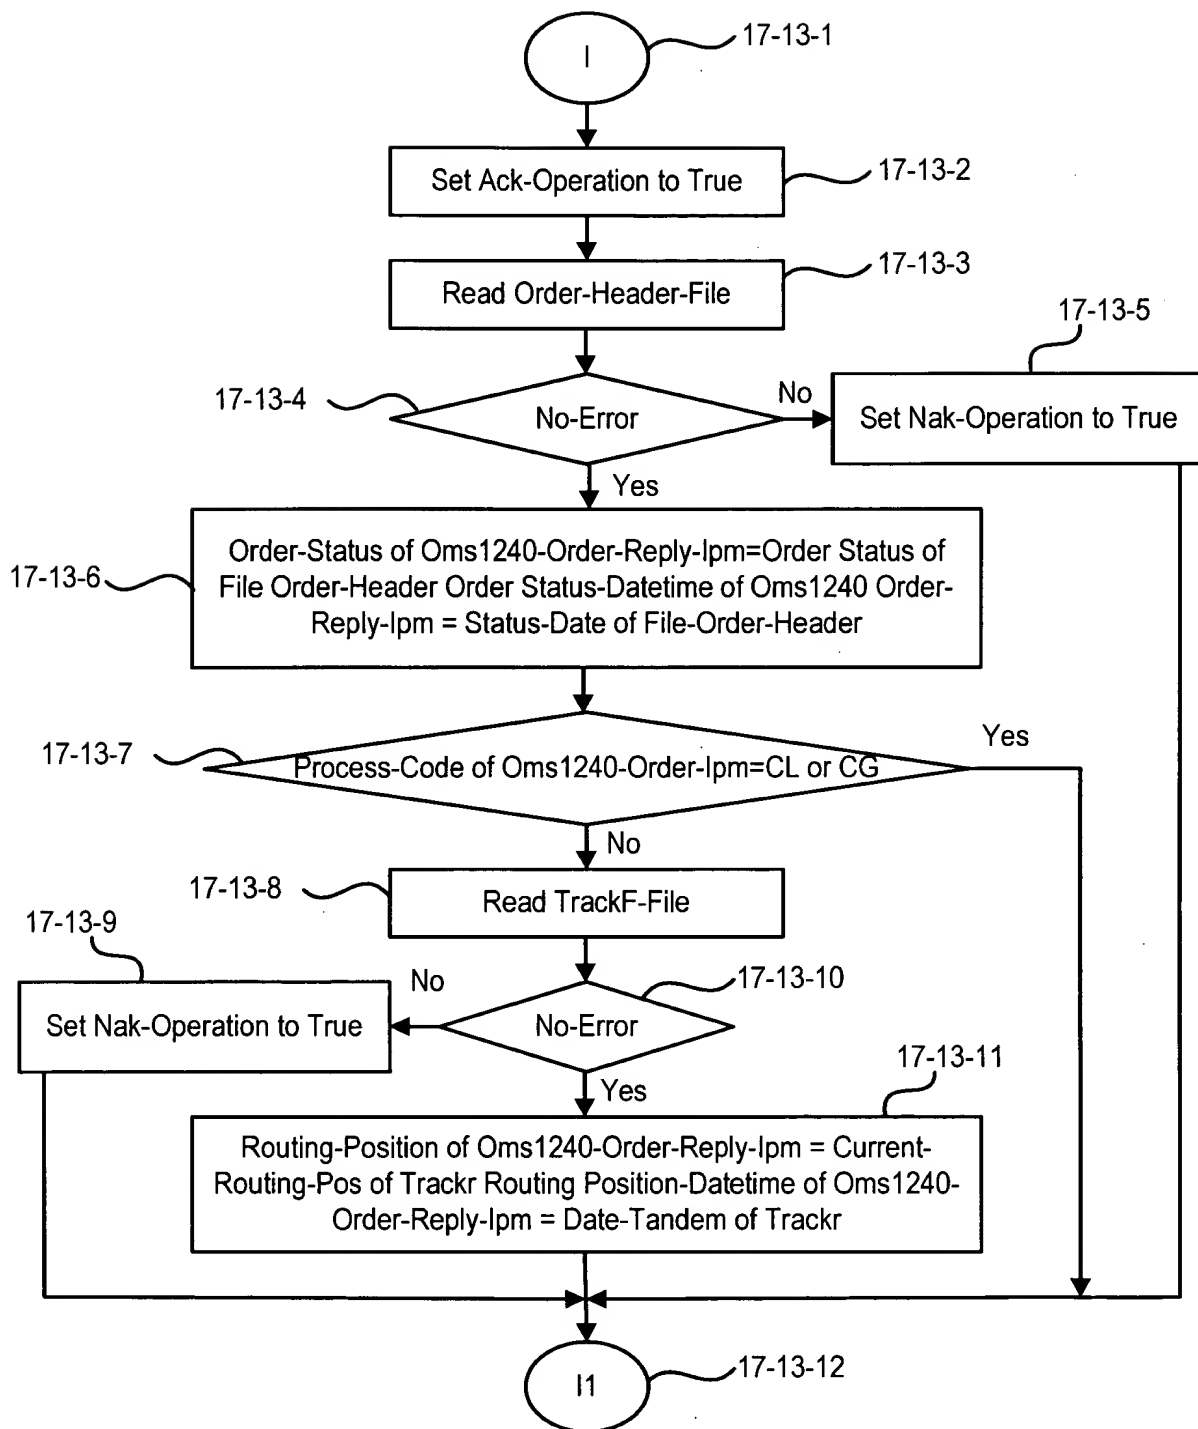 I
17-13-1
Set Ack-Operation to True
17-13-2
Read Order-Header-File
17-13-3
17-13-4
No-Error
No
17-13-5
Set Nak-Operation to True
Yes
17-13-6
Order-Status of Oms1240-Order-Reply-Ipm=Order Status of
File Order-Header Order Status-Datetime of Oms1240 Order-
Reply-Ipm = Status-Date of File-Order-Header
17-13-7
Process-Code of Oms1240-Order-Ipm=CL or CG
Yes
No
17-13-8
Read TrackF-File
17-13-9
Set Nak-Operation to True
No
No-Error
17-13-10
Yes
17-13-11
Routing-Position of Oms1240-Order-Reply-Ipm = Current-
Routing-Pos of Trackr Routing Position-Datetime of Oms1240-
Order-Reply-Ipm = Date-Tandem of Trackr
I1
17-13-12